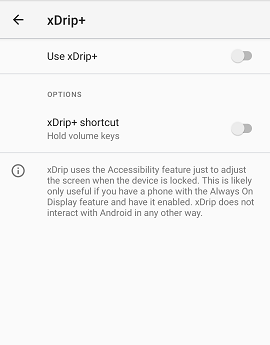 xDrip+
Use xDrip+
OPTIONS
xDrip+ shortcut
Hold volume keys
xDrip uses the Accessibility feature just to adjust
the screen when the device is locked. This is likely
only useful if you have a phone with the Always On
Display feature and have it enabled. xDrip does not
interact with Android in any other way.